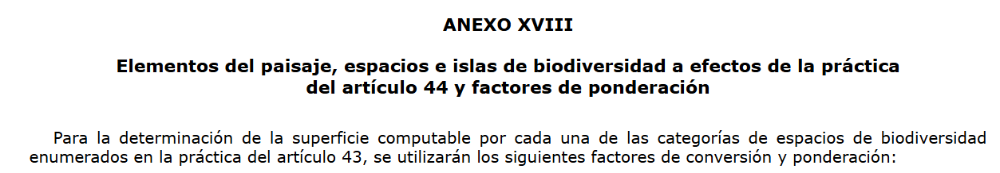 ANEXO XVIII
Elementos del paisaje, espacios e islas de biodiversidad a efectos de la práctica
del artículo 44 y factores de ponderación
Para la determinación de la superficie computable por cada una de las categorías de espacios de biodiversidad
enumerados en la práctica del artículo 43, se utilizarán los siguientes factores de conversión y ponderación: